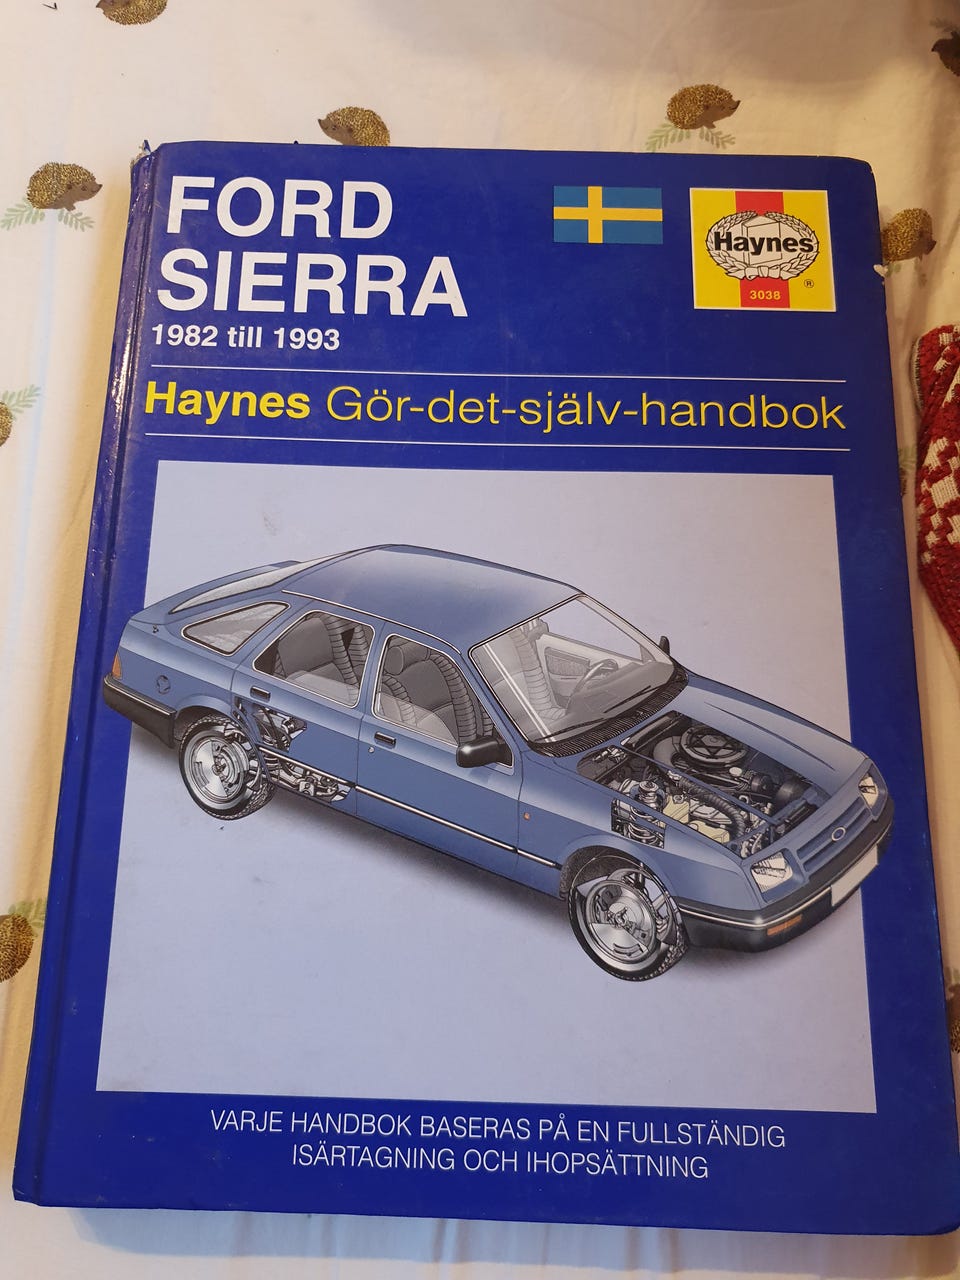 FORD
SIERRA
1982 till 1993
Haynes
®
3038
Haynes Gör-det-själv-handbok
Ford
VARJE HANDBOK BASERAS PÅ EN FULLSTÄNDIG
ISÄRTAGNING OCH IHOPSÄTTNING